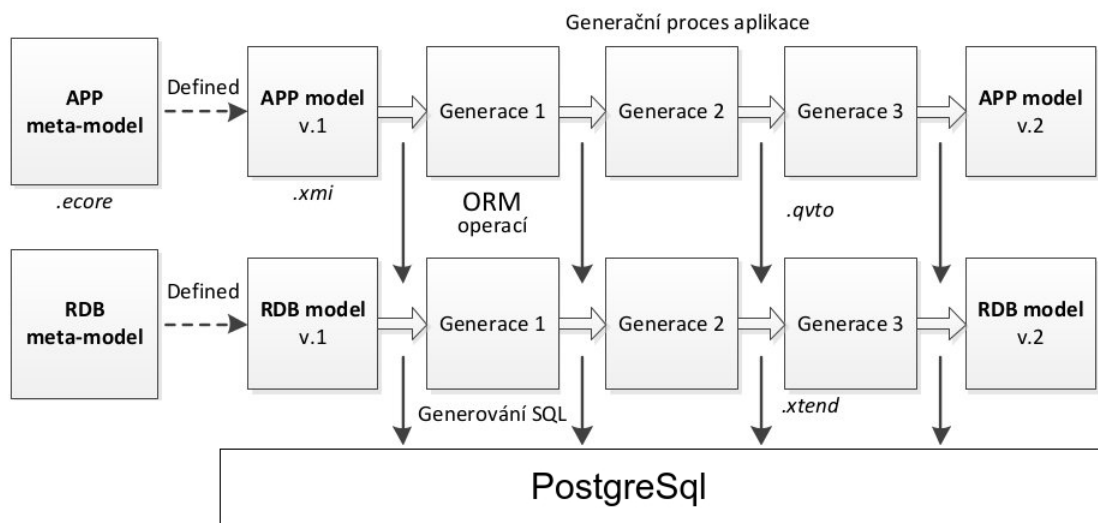 Generační proces aplikace
APP
meta-model
Defined
APP model
v.1
Generace 1
Generace 2
Generace 3
APP model
v.2
.ecore
.xmi
ORM
operací
.qvto
RDB
meta-model
Defined
RDB model
v.1
Generace 1
Generace 2
Generace 3
RDB model
v.2
Generování SQL
.xtend
PostgreSql